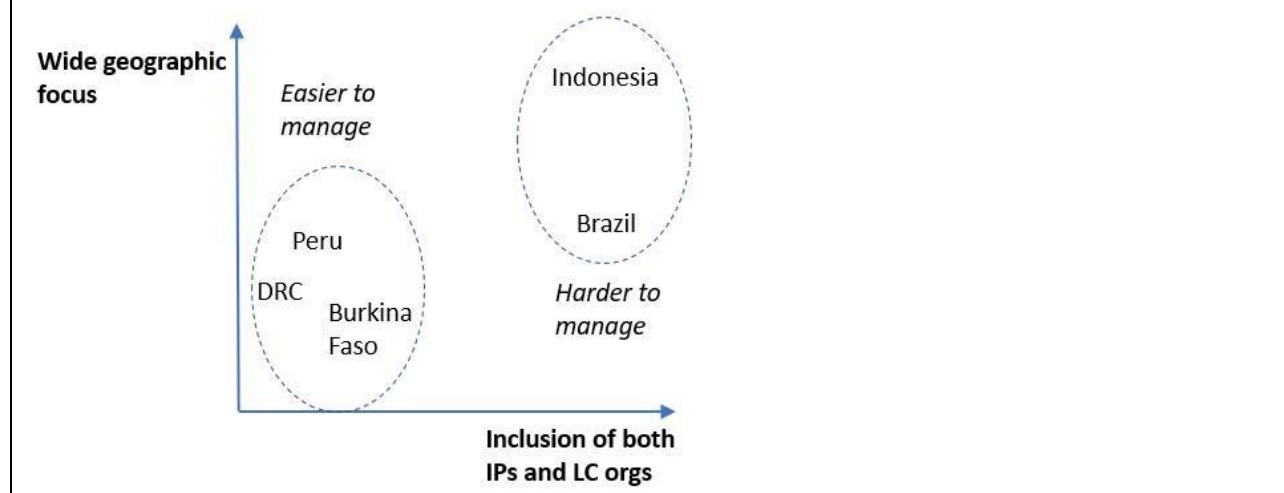 Wide geographic
focus
Easier to
manage
Indonesia
Peru
Brazil
DRC
Burkina
Faso
Harder to
manage
Inclusion of both
IPs and LC orgs